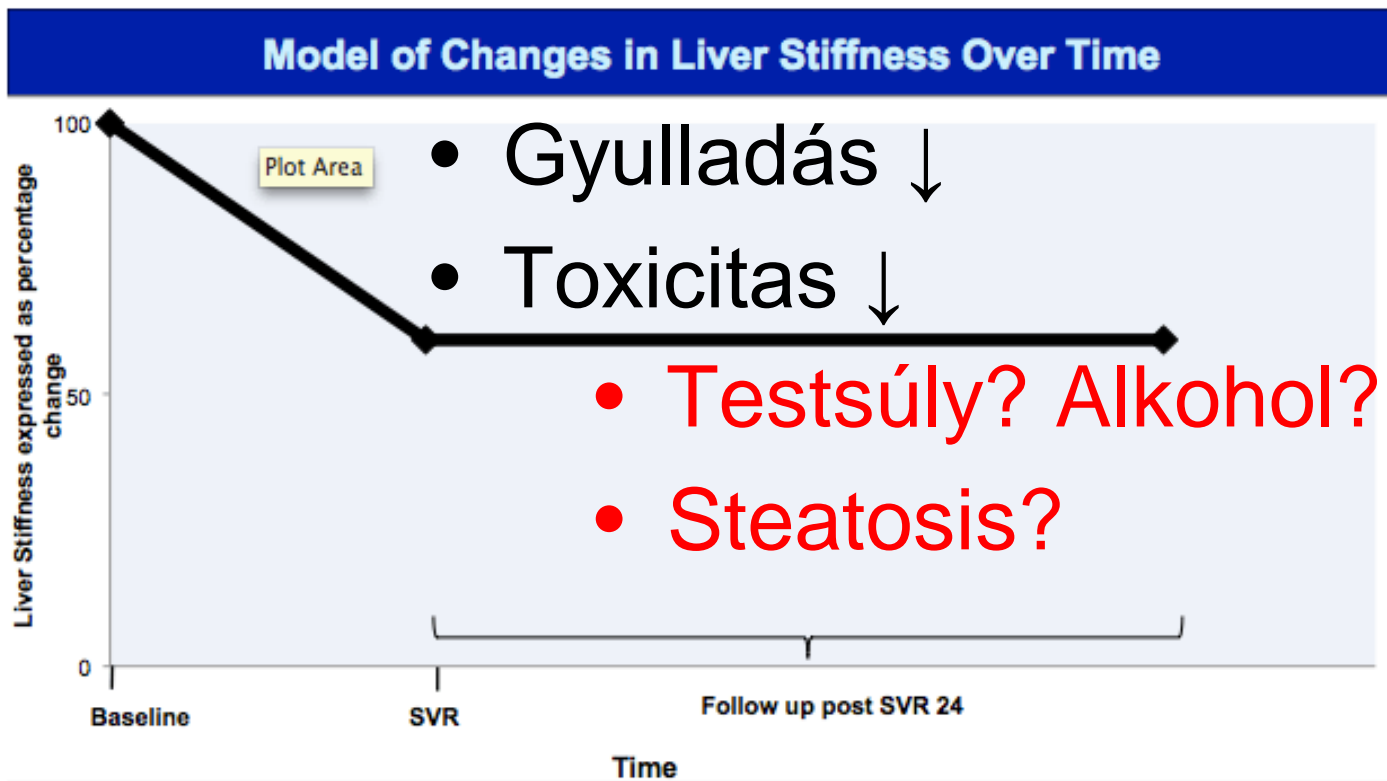 Model of Changes in Liver Stiffness Over Time
Liver Stiffness expressed as percentage
change
100
50
0
Plot Area
• Gyulladás ↓
• Toxicitas ↓
• Testsúly? Alkohol?
• Steatosis?
Baseline
SVR
Follow up post SVR 24
Time